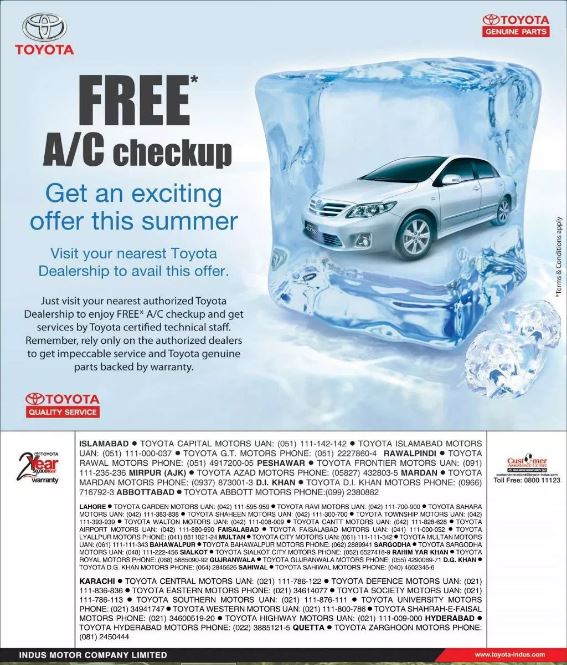 TOYOTA
TOYOTA
GENUINE PARTS
FREE*
A/C checkup
Get an exciting
offer this summer
Visit your nearest Toyota
Dealership to avail this offer.
Just visit your nearest authorized Toyota
Dealership to enjoy FREE* A/C checkup and get
services by Toyota certified technical staff.
Remember, rely only on the authorized dealers
to get impeccable service and Toyota genuine
parts backed by warranty.
*Terms & Conditions apply
TOYOTA
QUALITY SERVICE
2 Year
warranty
ISLAMABAD ● TOYOTA CAPITAL MOTORS UAN: (051) 111-142-142 ● TOYOTA ISLAMABAD MOTORS
UAN: (051) 111-000-037 ● TOYOTA G.T. MOTORS PHONE: (051) 2227860-4 RAWALPINDI ● TOYOTA
RAWAL MOTORS PHONE: (051) 4917200-05 PESHAWAR ● TOYOTA FRONTIER MOTORS UAN: (091)
111-235-236 MIRPUR (AJK) ● TOYOTA AZAD MOTORS PHONE: (05827) 432803-5 MARDAN ● TOYOTA
MARDAN MOTORS PHONE: (0937) 873001-3 D.I. KHAN ● TOYOTA D.I. KHAN MOTORS PHONE: (0966)
716792-3 ABBOTTABAD ● TOYOTA ABBOTT MOTORS PHONE:(099) 2380882
Customer
Toll Free: 0800 11123
LAHORE ● TOYOTA GARDEN MOTORS UAN: (042) 111-595-959 ● TOYOTA RAVI MOTORS UAN: (042) 111-700-900 ● TOYOTA SAHARA
MOTORS UAN: (042) 111-383-838 ● TOYOTA SHAHEEN MOTORS UAN: (042) 111-300-700 ● TOYOTA TOWNSHIP MOTORS UAN: (042)
111-393-939 ● TOYOTA WALTON MOTORS UAN: (042) 111-008-009 ● TOYOTA CANTT MOTORS UAN: (042) 111-828-828 ● TOYOTA
AIRPORT MOTORS UAN: (042) 111-880-990 FAISALABAD ● TOYOTA FAISALABAD MOTORS UAN: (041) 111-000-052 ● TOYOTA
LYALLPUR MOTORS PHONE: (041) 8811021-24 MULTAN ● TOYOTA CITY MOTORS UAN: (061) 111-111-342 ● TOYOTA MULTAN MOTORS
UAN: (061) 111-111-343 BAHAWALPUR ● TOYOTA BAHAWALPUR MOTORS PHONE: (062) 2889941 SARGODHA ● TOYOTA SARGODHA
MOTORS UAN: (048) 111-222-456 SIALKOT ● TOYOTA SIALKOT CITY MOTORS PHONE: (052) 6527418-9 RAHIM YAR KHAN ● TOYOTA
ROYAL MOTORS PHONE: (068) 5885090-92 GUJRANWALA ● TOYOTA GUJRANWALA MOTORS PHONE: (055) 4290089-71 D.G. KHAN ●
TOYOTA D.G. KHAN MOTORS PHONE: (064) 2845626 SAHIWAL ● TOYOTA SAHIWAL MOTORS PHONE: (040) 4502345-6
KARACHI ● TOYOTA CENTRAL MOTORS UAN: (021) 111-786-122 ● TOYOTA DEFENCE MOTORS UAN: (021)
111-836-836 ● TOYOTA EASTERN MOTORS PHONE: (021) 34614077 ● TOYOTA SOCIETY MOTORS UAN: (021)
111-786-113 ● TOYOTA SOUTHERN MOTORS UAN: (021) 111-876-111 ● TOYOTA UNIVERSITY MOTORS
PHONE: (021) 34941747 ● TOYOTA WESTERN MOTORS UAN: (021) 111-800-786 ● TOYOTA SHAHRAH-E-FAISAL
MOTORS PHONE: (021) 34600519-20 ● TOYOTA HIGHWAY MOTORS UAN: (021) 111-009-000 HYDERABAD ●
TOYOTA HYDERABAD MOTORS PHONE: (022) 3885121-5 QUETTA ● TOYOTA ZARGHOON MOTORS PHONE:
(081) 2450444
INDUS MOTOR COMPANY LIMITED
www.toyota-indus.com